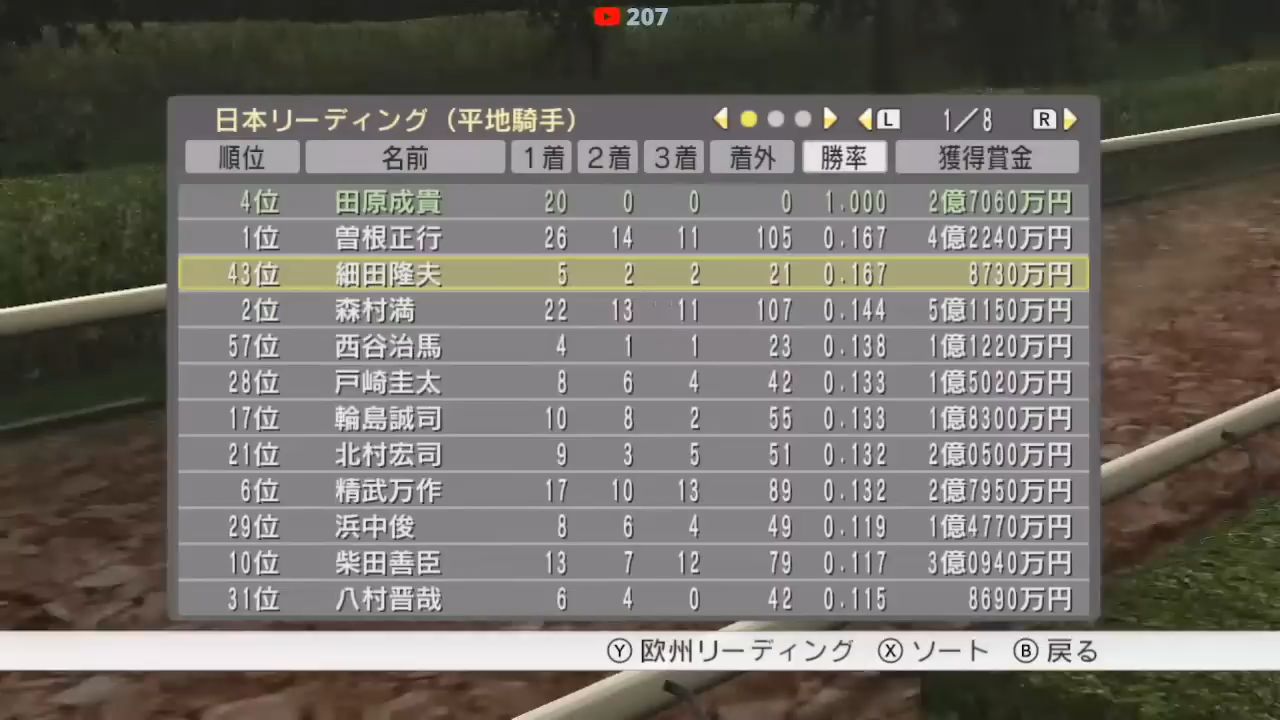 207
日本リーディング（平地騎手） L 1／8 R
順位 名前 1着 2着 3着 着外 勝率 獲得賞金
4位 田原成貴 20 0 0 0 1.000 2億7060万円
1位 曽根正行 26 14 11 105 0.167 4億2240万円
43位 細田隆夫 5 2 2 21 0.167 8730万円
2位 森村満 22 13 11 107 0.144 5億1150万円
57位 西谷治馬 4 1 1 23 0.138 1億1220万円
28位 戸崎圭太 8 6 4 42 0.133 1億5020万円
17位 輪島誠司 10 8 2 55 0.133 1億8300万円
21位 北村宏司 9 3 5 51 0.132 2億0500万円
6位 精武万作 17 10 13 89 0.132 2億7950万円
29位 浜中俊 8 6 4 49 0.119 1億4770万円
10位 柴田善臣 13 7 12 79 0.117 3億0940万円
31位 八村晋哉 6 4 0 42 0.115 8690万円
Y 欧州リーディング X ソート B 戻る